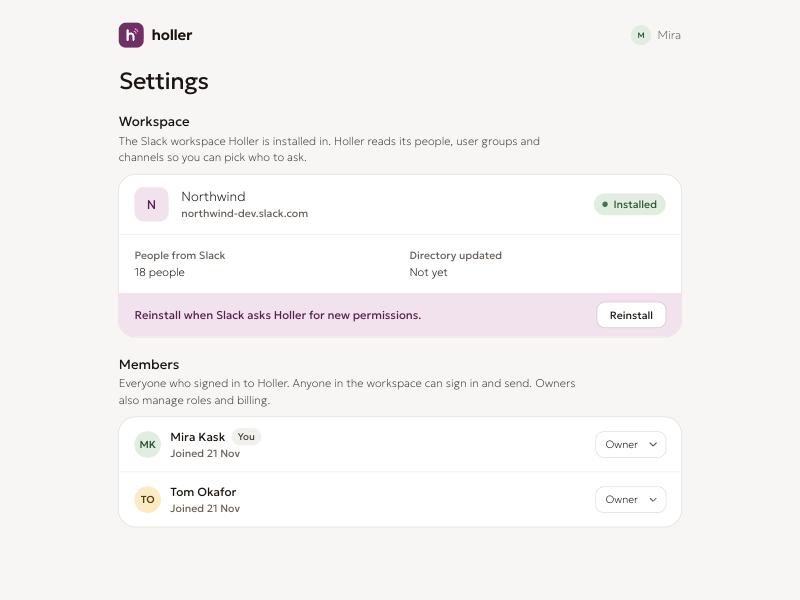 h holler
M Mira
Settings
Workspace
The Slack workspace Holler is installed in. Holler reads its people, user groups and
channels so you can pick who to ask.
N Northwind
northwind-dev.slack.com
Installed
People from Slack
18 people
Directory updated
Not yet
Reinstall when Slack asks Holler for new permissions.
Reinstall
Members
Everyone who signed in to Holler. Anyone in the workspace can sign in and send. Owners
also manage roles and billing.
MK Mira Kask You
Joined 21 Nov
Owner
TO Tom Okafor
Joined 21 Nov
Owner